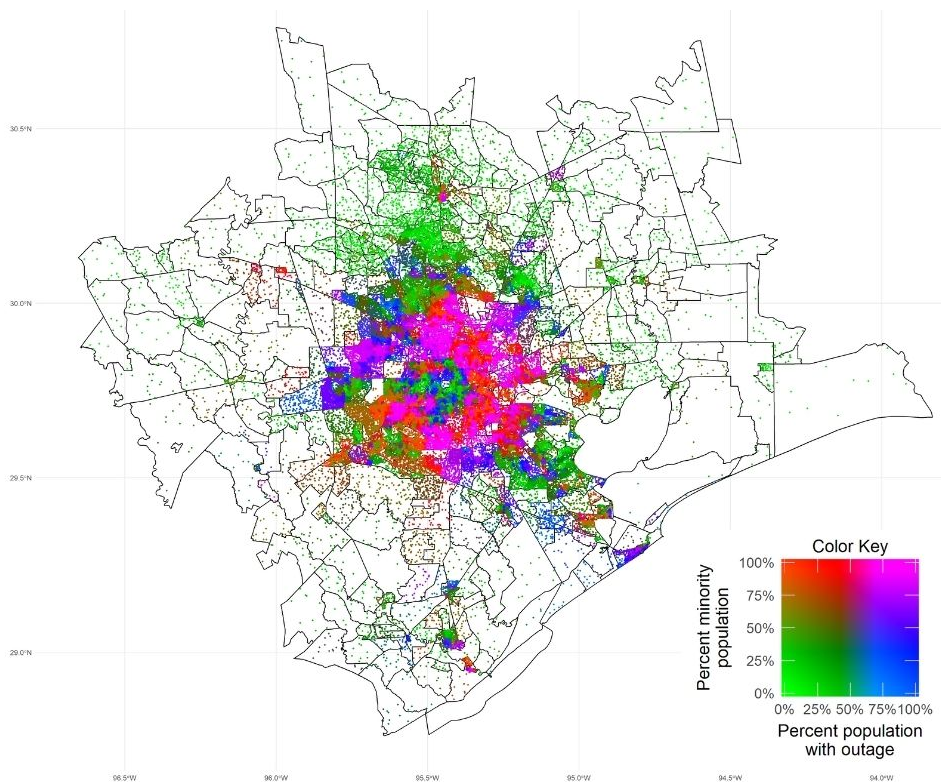 30.5°N
30.0°N
29.5°N
29.0°N
96.5°W
96.0°W
95.5°W
95.0°W
94.5°W
94.0°W
Color Key
Percent minority
population
100%
75%
50%
25%
0%
0% 25% 50% 75% 100%
Percent population
with outage